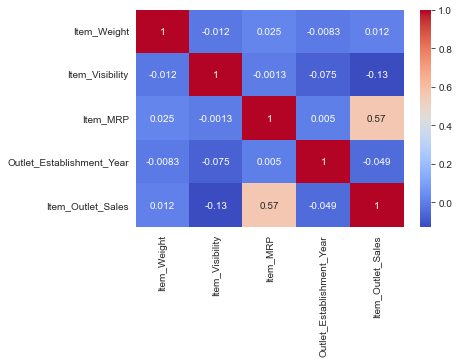 Item_Weight 1 -0.012 0.025 -0.0083 0.012
Item_Visibility -0.012 1 -0.0013 -0.075 -0.13
Item_MRP 0.025 -0.0013 1 0.005 0.57
Outlet_Establishment_Year -0.0083 -0.075 0.005 1 -0.049
Item_Outlet_Sales 0.012 -0.13 0.57 -0.049 1
Item_Weight
Item_Visibility
Item_MRP
Outlet_Establishment_Year
Item_Outlet_Sales
1.0
0.8
0.6
0.4
0.2
0.0